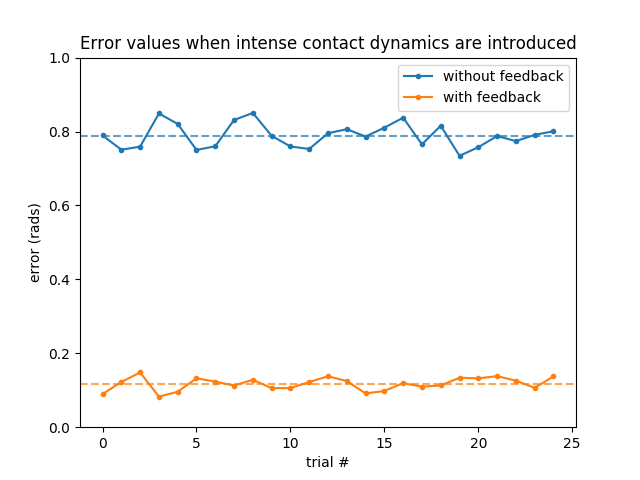 Error values when intense contact dynamics are introduced
without feedback
with feedback
1.0
0.8
0.6
0.4
0.2
0.0
error (rads)
0 5 10 15 20 25
trial #